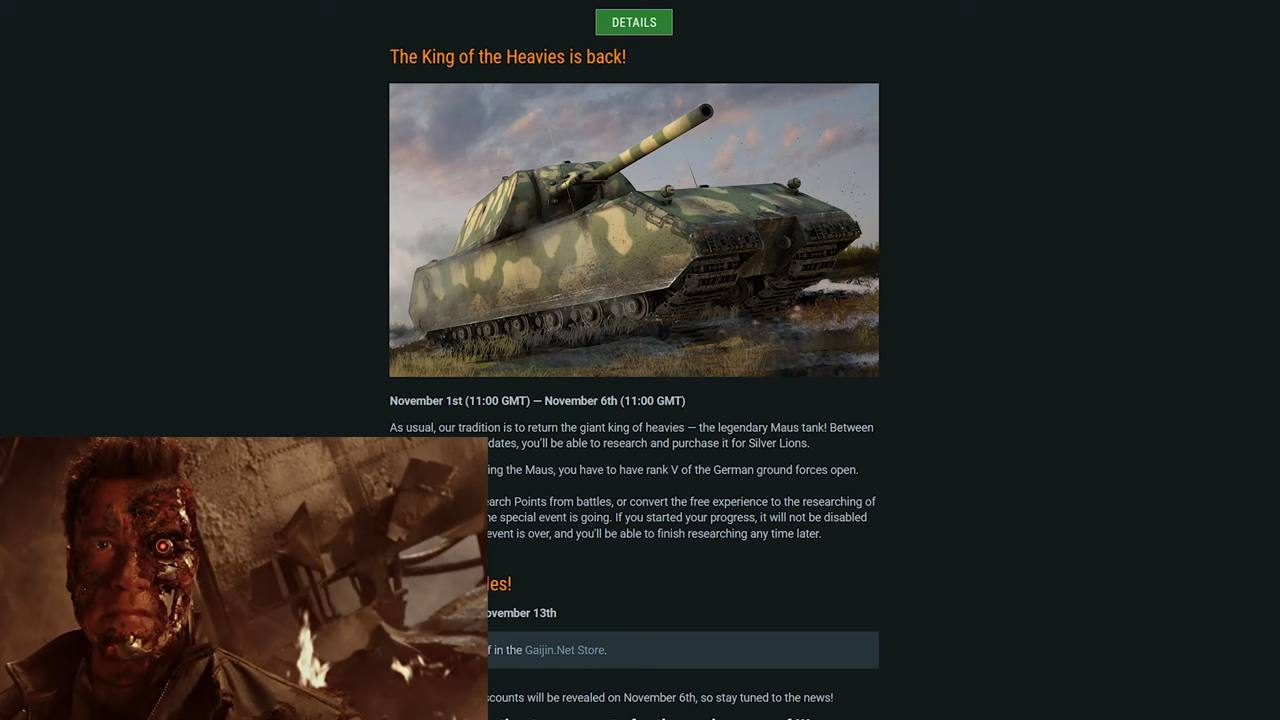 DETAILS
The King of the Heavies is back!
November 1st (11:00 GMT) — November 6th (11:00 GMT)
As usual, our tradition is to return the giant king of heavies — the legendary Maus tank! Between
dates, you'll be able to research and purchase it for Silver Lions.
the Maus, you have to have rank V of the German ground forces open.
Points from battles, or convert the free experience to the researching of
special event is going. If you started your progress, it will not be disabled
event is over, and you'll be able to finish researching any time later.
13th
in the Gaijin.Net Store.
will be revealed on November 6th, so stay tuned to the news!